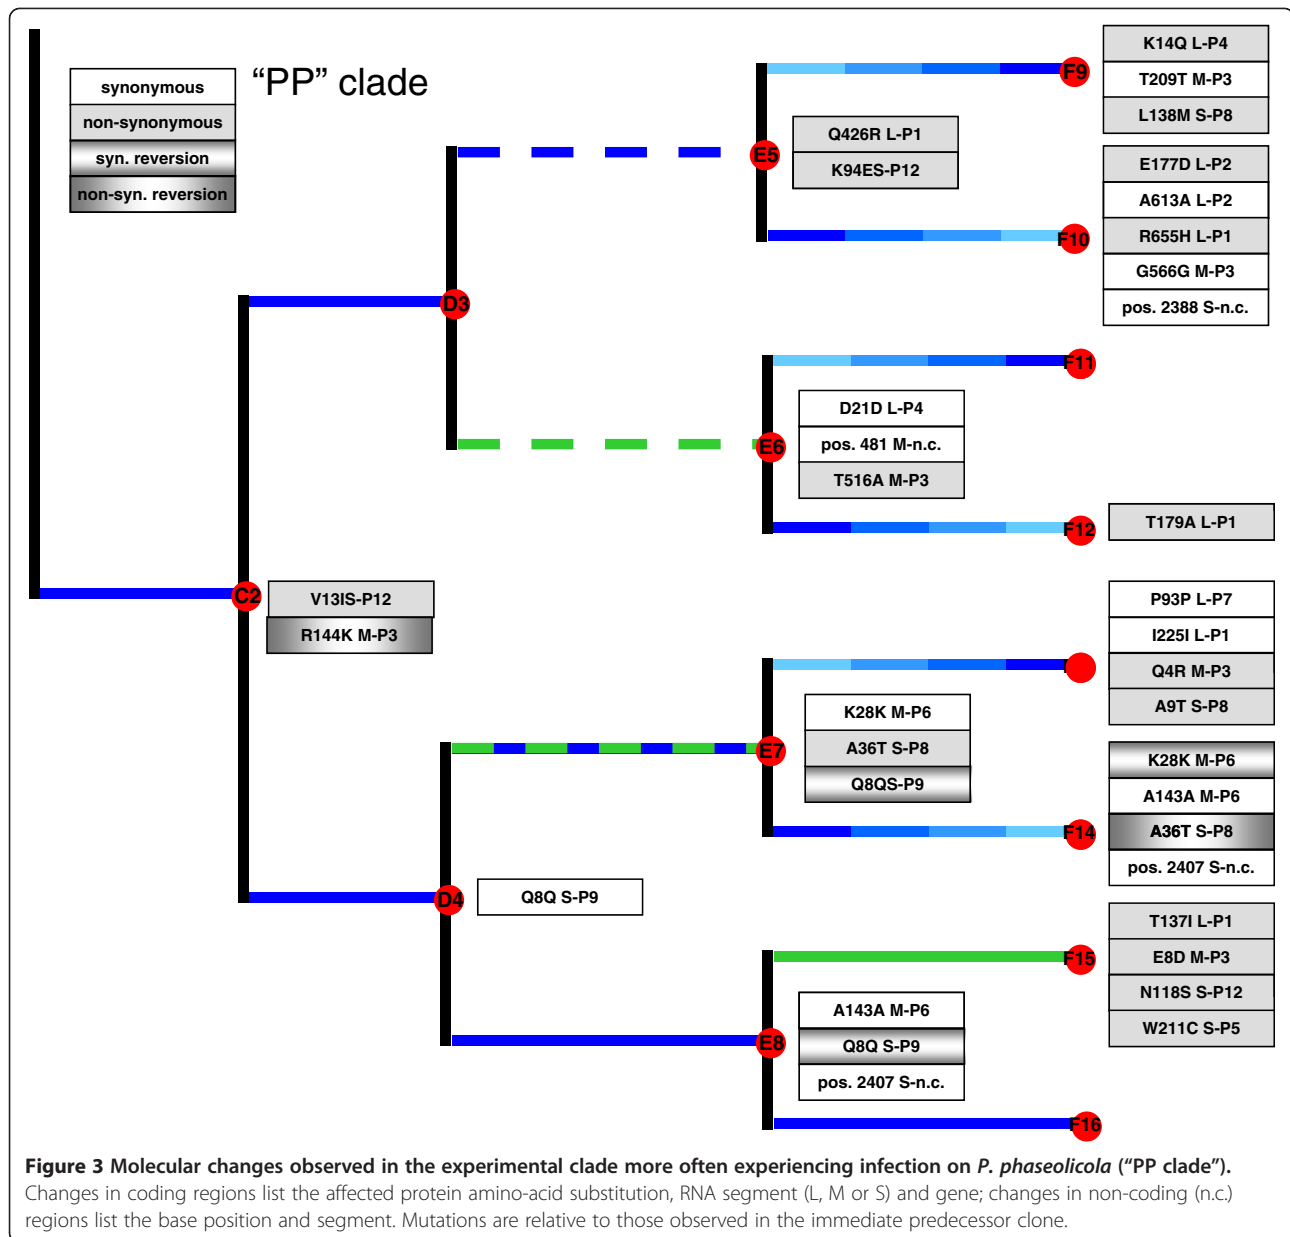 “PP” clade
synonymous
non-synonymous
syn. reversion
non-syn. reversion
F9
K14Q L-P4
T209T M-P3
L138M S-P8
E5
Q426R L-P1
K94ES-P12
F10
E177D L-P2
A613A L-P2
R655H L-P1
G566G M-P3
pos. 2388 S-n.c.
D3
F11
E6
D21D L-P4
pos. 481 M-n.c.
T516A M-P3
F12
T179A L-P1
C2
V13IS-P12
R144K M-P3
P93P L-P7
I225I L-P1
Q4R M-P3
A9T S-P8
E7
K28K M-P6
A36T S-P8
Q8QS-P9
F14
K28K M-P6
A143A M-P6
A36T S-P8
pos. 2407 S-n.c.
D4
Q8Q S-P9
F15
T137I L-P1
E8D M-P3
N118S S-P12
W211C S-P5
E8
A143A M-P6
Q8Q S-P9
pos. 2407 S-n.c.
F16
Figure 3 Molecular changes observed in the experimental clade more often experiencing infection on P. phaseolicola (“PP clade”).
Changes in coding regions list the affected protein amino-acid substitution, RNA segment (L, M or S) and gene; changes in non-coding (n.c.)
regions list the base position and segment. Mutations are relative to those observed in the immediate predecessor clone.